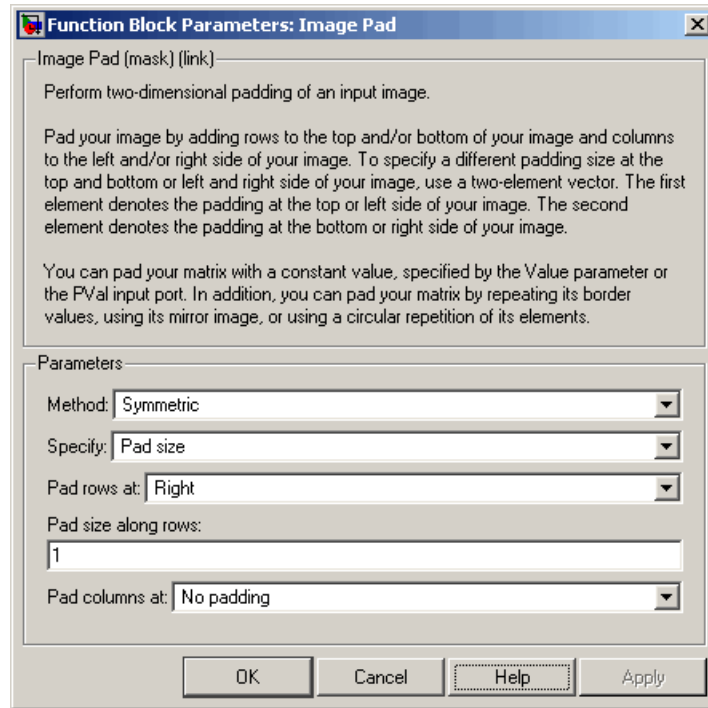 Function Block Parameters: Image Pad
Image Pad (mask) (link)
Perform two-dimensional padding of an input image.
Pad your image by adding rows to the top and/or bottom of your image and columns
to the left and/or right side of your image. To specify a different padding size at the
top and bottom or left and right side of your image, use a two-element vector. The first
element denotes the padding at the top or left side of your image. The second
element denotes the padding at the bottom or right side of your image.
You can pad your matrix with a constant value, specified by the Value parameter or
the PVal input port. In addition, you can pad your matrix by repeating its border
values, using its mirror image, or using a circular repetition of its elements.
Parameters
Method: Symmetric
Specify: Pad size
Pad rows at: Right
Pad size along rows:
1
Pad columns at: No padding
OK Cancel Help Apply